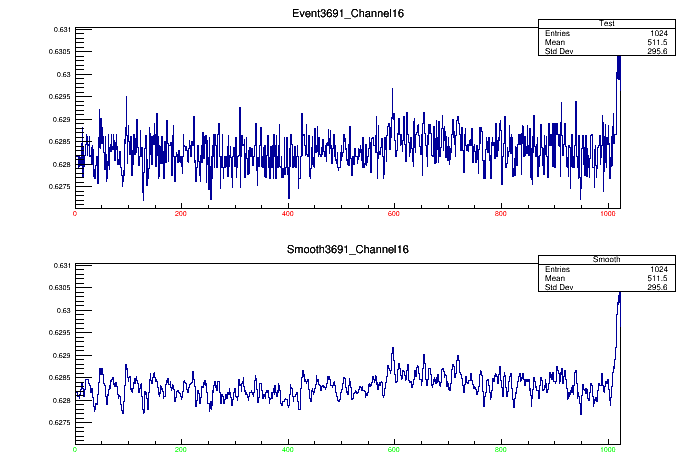 Event3691_Channel16
Test
Entries 1024
Mean 511.5
Std Dev 295.6
0.631
0.6305
0.63
0.6295
0.629
0.6285
0.628
0.6275
0 200 400 600 800 1000
Smooth3691_Channel16
Smooth
Entries 1024
Mean 511.5
Std Dev 295.6
0.631
0.6305
0.63
0.6295
0.629
0.6285
0.628
0.6275
0 200 400 600 800 1000